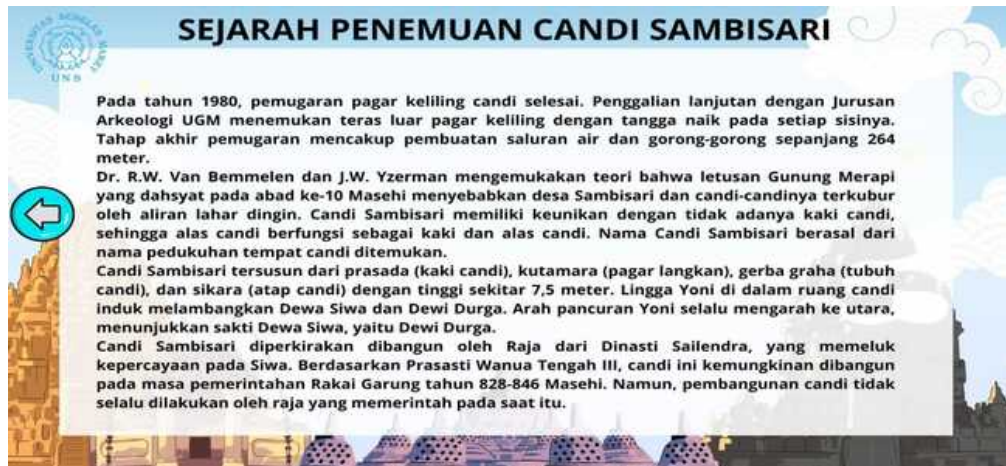 SEJARAH PENEMUAN CANDI SAMBISARI
UNIVERSITAS SEBELAS MARET
UNS
Pada tahun 1980, pemugaran pagar keliling candi selesai. Penggalian lanjutan dengan Jurusan
Arkeologi UGM menemukan teras luar pagar keliling dengan tangga naik pada setiap sisinya.
Tahap akhir pemugaran mencakup pembuatan saluran air dan gorong-gorong sepanjang 264
meter.
Dr. R.W. Van Bemmelen dan J.W. Yzerman mengemukakan teori bahwa letusan Gunung Merapi
yang dahsyat pada abad ke-10 Masehi menyebabkan desa Sambisari dan candi-candinya terkubur
oleh aliran lahar dingin. Candi Sambisari memiliki keunikan dengan tidak adanya kaki candi,
sehingga alas candi berfungsi sebagai kaki dan alas candi. Nama Candi Sambisari berasal dari
nama pedukuhan tempat candi ditemukan.
Candi Sambisari tersusun dari prasada (kaki candi), kutamara (pagar langkan), gerba graha (tubuh
candi), dan sikara (atap candi) dengan tinggi sekitar 7,5 meter. Lingga Yoni di dalam ruang candi
induk melambangkan Dewa Siwa dan Dewi Durga. Arah pancuran Yoni selalu mengarah ke utara,
menunjukkan sakti Dewa Siwa, yaitu Dewi Durga.
Candi Sambisari diperkirakan dibangun oleh Raja dari Dinasti Sailendra, yang memeluk
kepercayaan pada Siwa. Berdasarkan Prasasti Wanua Tengah III, candi ini kemungkinan dibangun
pada masa pemerintahan Rakai Garung tahun 828-846 Masehi. Namun, pembangunan candi tidak
selalu dilakukan oleh raja yang memerintah pada saat itu.